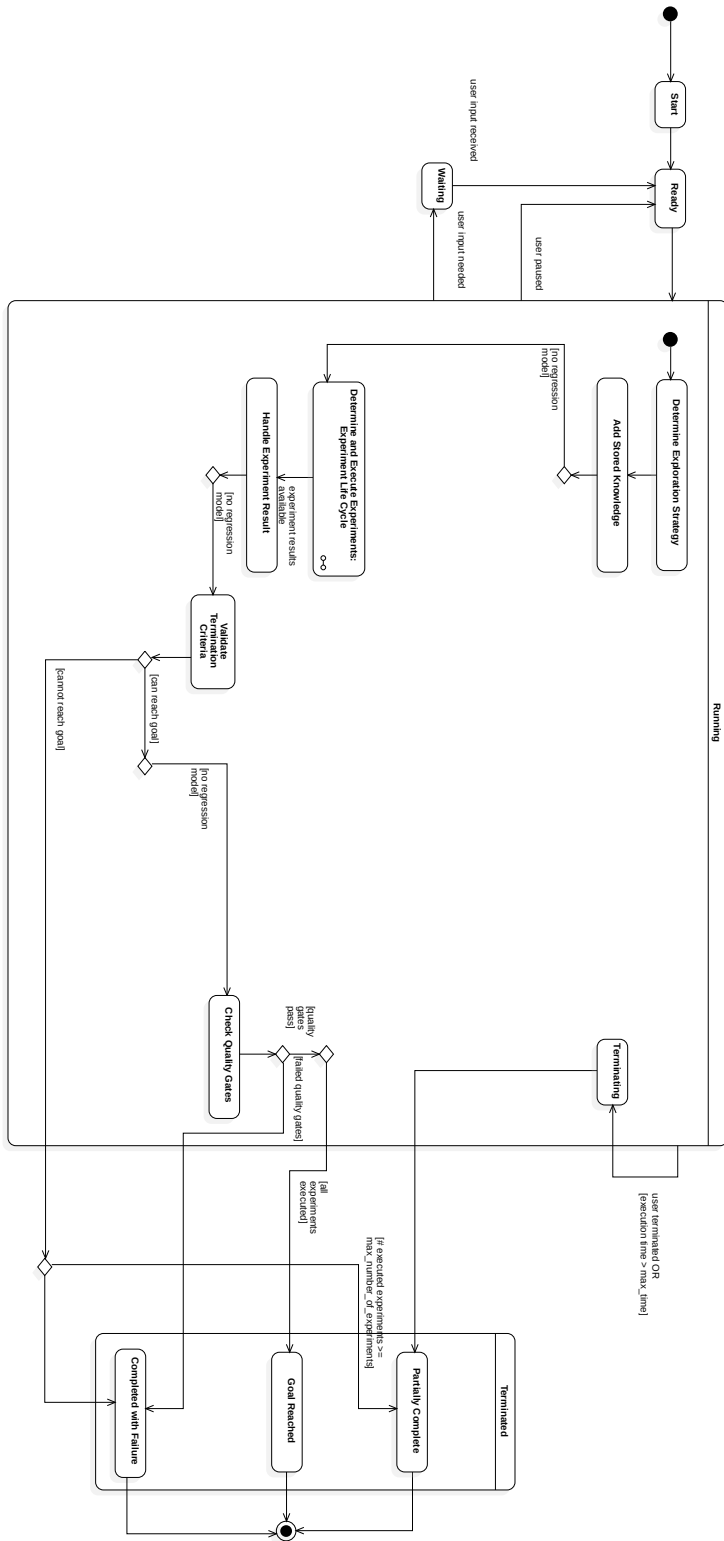 Start
Ready
user input received
Waiting
user input needed
user paused
Running
Determine Exploration Strategy
Add Stored Knowledge
[no regression
model]
Determine and Execute Experiments:
Experiment Life Cycle
experiment results
available
Handle Experiment Result
[no regression
model]
Validate
Termination
Criteria
[can reach goal]
[cannot reach goal]
[no regression
model]
Check Quality Gates
[quality
gates
pass]
[failed quality gates]
Terminating
user terminated OR
[execution time > max_time]
[all
experiments
executed]
[# executed experiments >=
max_number_of_experiments]
Terminated
Partially Complete
Goal Reached
Completed with Failure